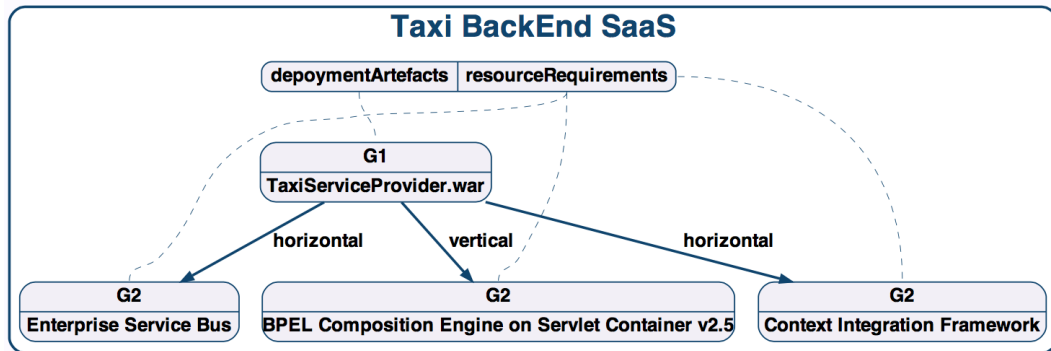 Taxi BackEnd SaaS
depoymentArtefacts resourceRequirements
G1
TaxiServiceProvider.war
horizontal vertical horizontal
G2 G2 G2
Enterprise Service Bus BPEL Composition Engine on Servlet Container v2.5 Context Integration Framework